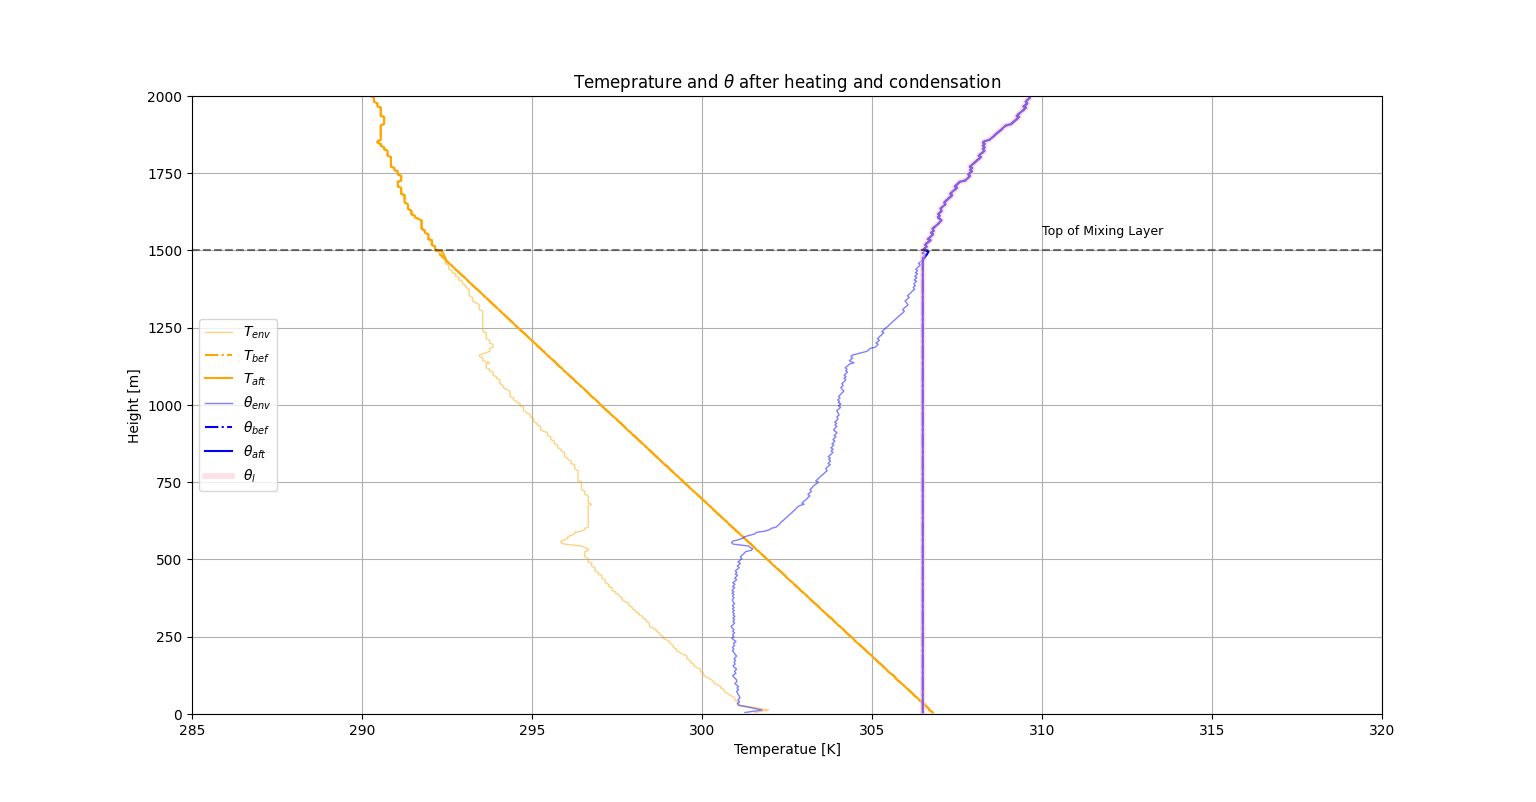 Temeprature and θ after heating and condensation
2000
1750
1500
1250
1000
750
500
250
0
Height [m]
Top of Mixing Layer
T_env
T_bef
T_aft
θ_env
θ_bef
θ_aft
θ_l
285 290 295 300 305 310 315 320
Temperatue [K]